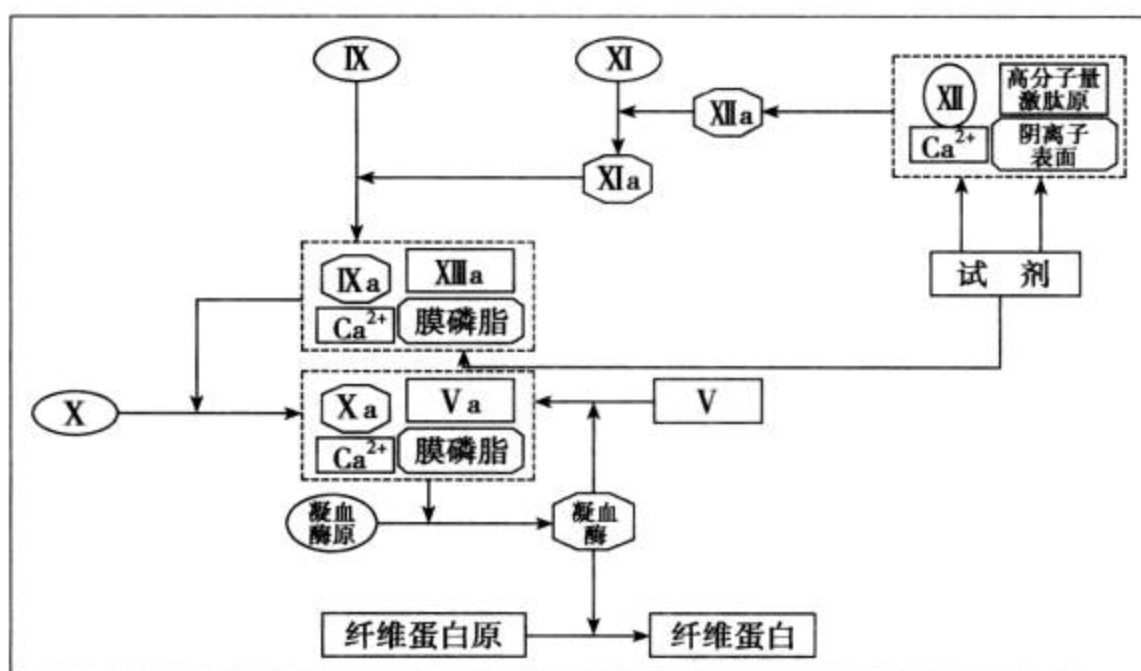 Ⅸ
Ⅺ
Ⅻ
高分子量
激肽原
Ca²⁺
阴离子
表面
Ⅻa
Ⅺa
试 剂
Ⅸa
XⅢa
Ca²⁺
膜磷脂
Ⅹ
Ⅹa
Ⅴa
Ca²⁺
膜磷脂
Ⅴ
凝血
酶原
凝血
酶
纤维蛋白原
纤维蛋白